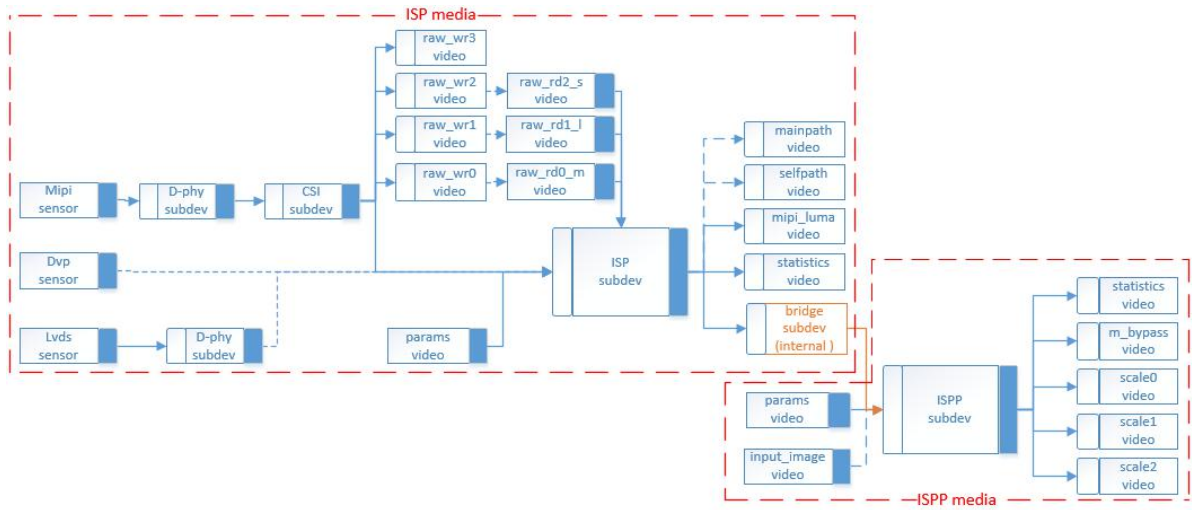 ISP media
raw_wr3
video
raw_wr2
video
raw_rd2_s
video
raw_wr1
video
raw_rd1_l
video
raw_wr0
video
raw_rd0_m
video
Mipi
sensor
D-phy
subdev
CSI
subdev
Dvp
sensor
Lvds
sensor
D-phy
subdev
params
video
ISP
subdev
mainpath
video
selfpath
video
mipi_luma
video
statistics
video
bridge
subdev
(internal )
params
video
input_image
video
ISPP
subdev
statistics
video
m_bypass
video
scale0
video
scale1
video
scale2
video
ISPP media